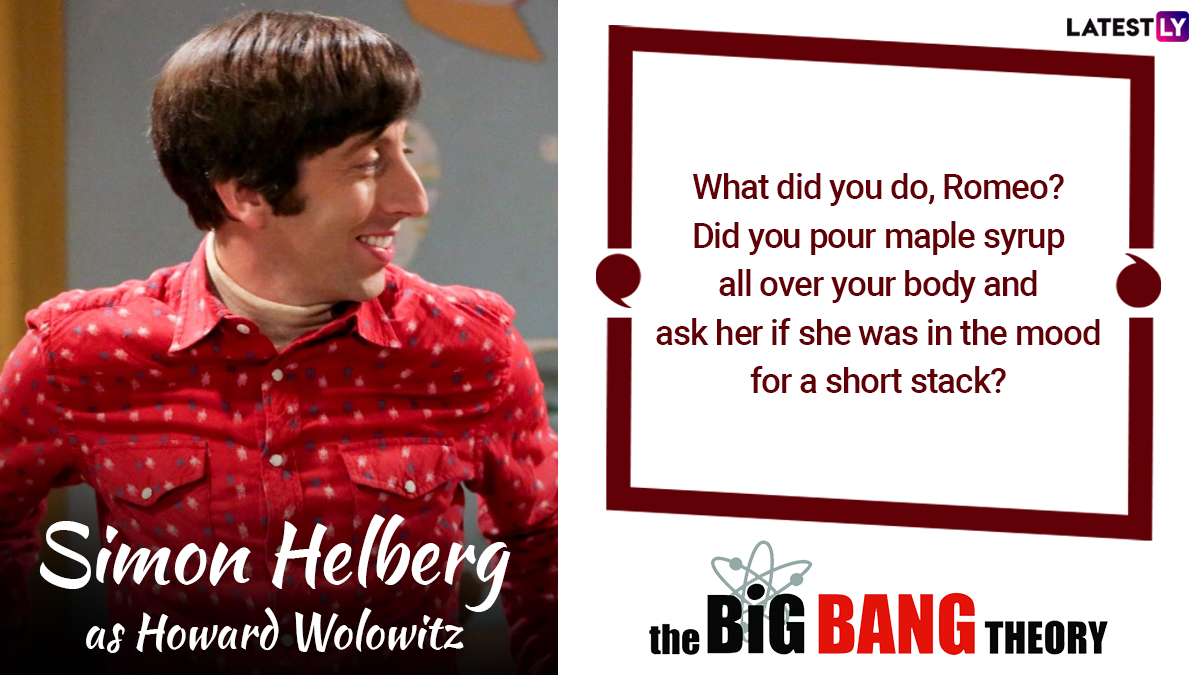 Simon Helberg
as Howard Wolowitz
LATESTLY
What did you do, Romeo?
Did you pour maple syrup
all over your body and
ask her if she was in the mood
for a short stack?
the BiG BANG THEORY